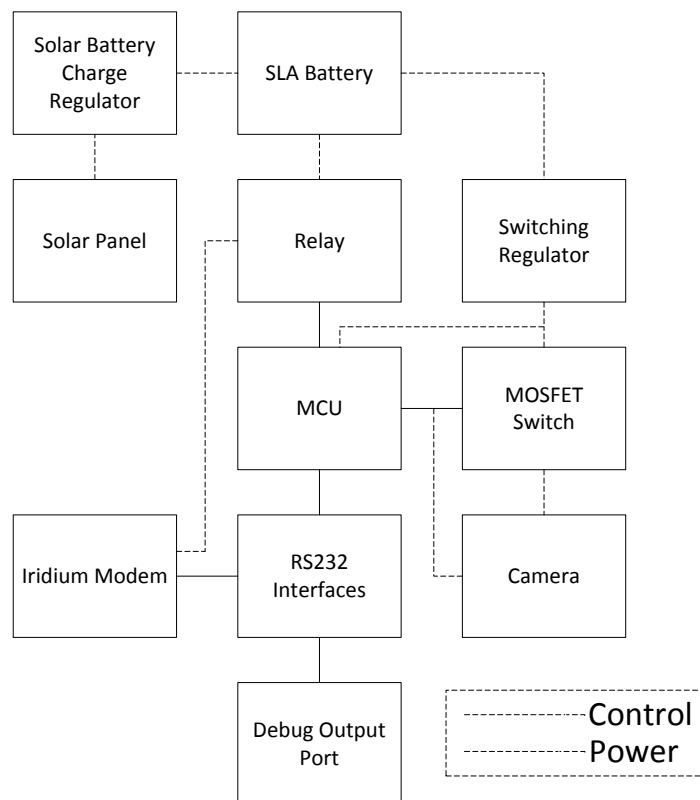 Solar Battery
Charge
Regulator
SLA Battery
Solar Panel
Relay
Switching
Regulator
MCU
MOSFET
Switch
Iridium Modem
RS232
Interfaces
Camera
Debug Output
Port
Control
Power